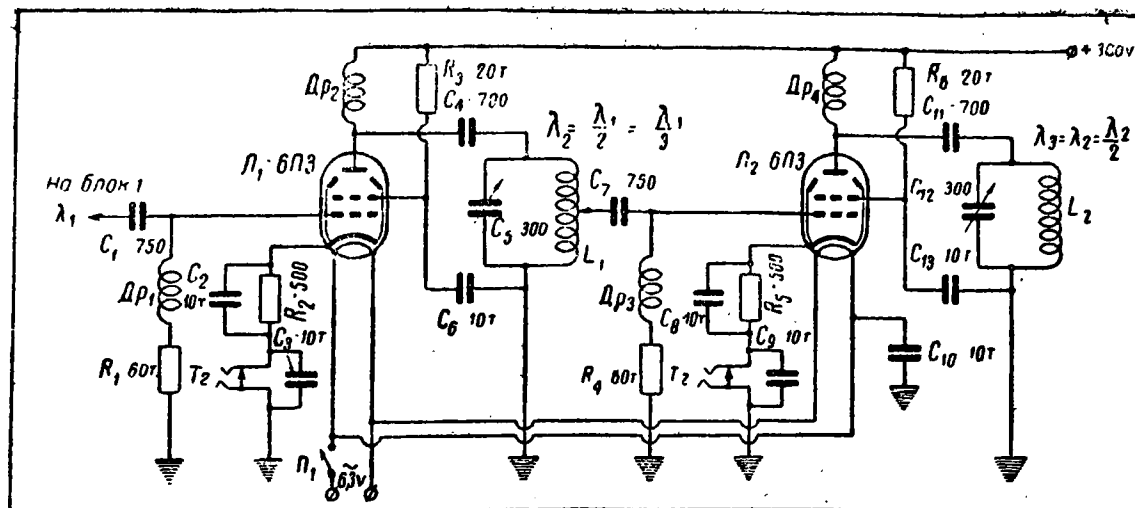 +300v
Др2
R3 20т
C4 · 700
λ2 = λ1/2 = λ1/3
Др4
R6 20т
C11 · 700
λ3 = λ2 = λ2/2
Л1 · 6П3
Л2 6П3
на блок 1
λ1
C1 750
C7 750
C5 300
L1
300
L2
Др1
C2 10т
R2 · 500
C3 · 10т
C6 10т
Др3
C8 10т
R5 · 500
C9 10т
C13 10т
C10 10т
R1 60т
T2
R4 60т
T2
П1
6,3v